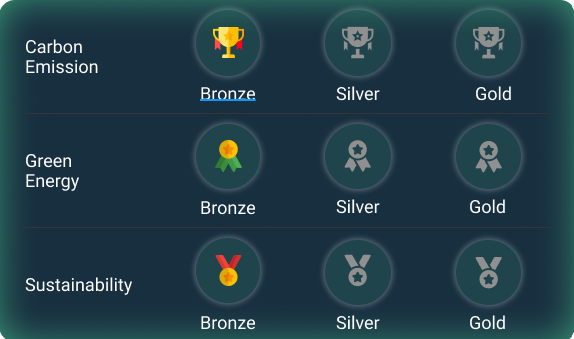 Carbon
Emission
Bronze Silver Gold
Green
Energy
Bronze Silver Gold
Sustainability
Bronze Silver Gold